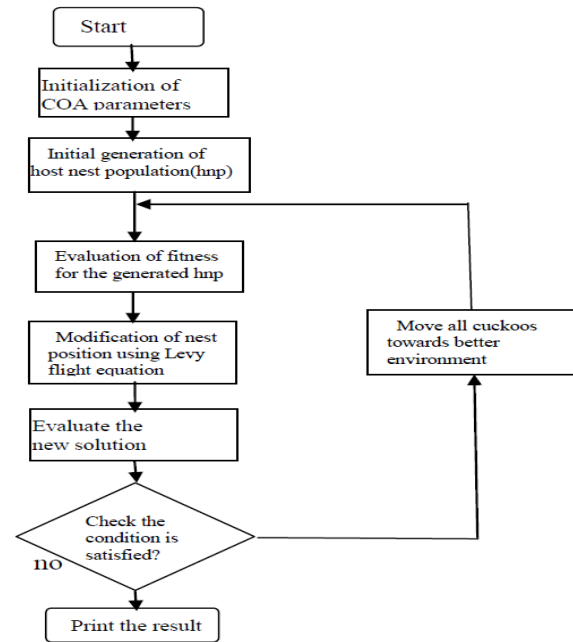 Start
Initialization of
COA parameters
Initial generation of
host nest population(hnp)
Evaluation of fitness
for the generated hnp
Modification of nest
position using Levy
flight equation
Move all cuckoos
towards better
environment
Evaluate the
new solution
Check the
condition is
satisfied?
no
Print the result